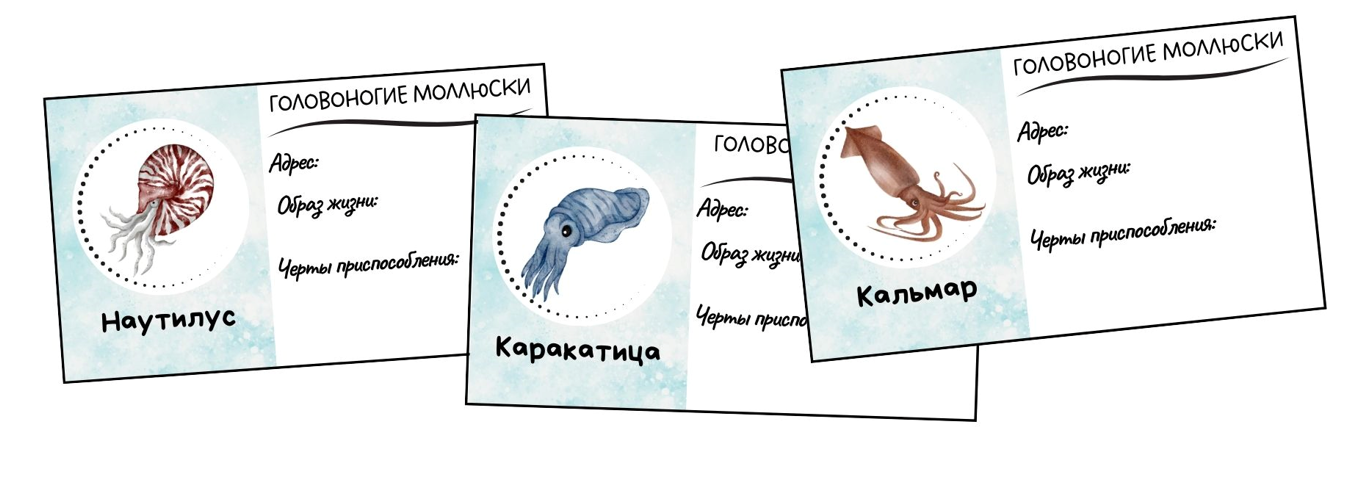 ГОЛОВОНОГИЕ МОЛЛЮСКИ
Адрес:
Образ жизни:
Черты приспособления:
Наутилус
ГОЛОВО
Адрес:
Образ жизни
Черты приспо
Каракатица
ГОЛОВОНОГИЕ МОЛЛЮСКИ
Адрес:
Образ жизни:
Черты приспособления:
Кальмар